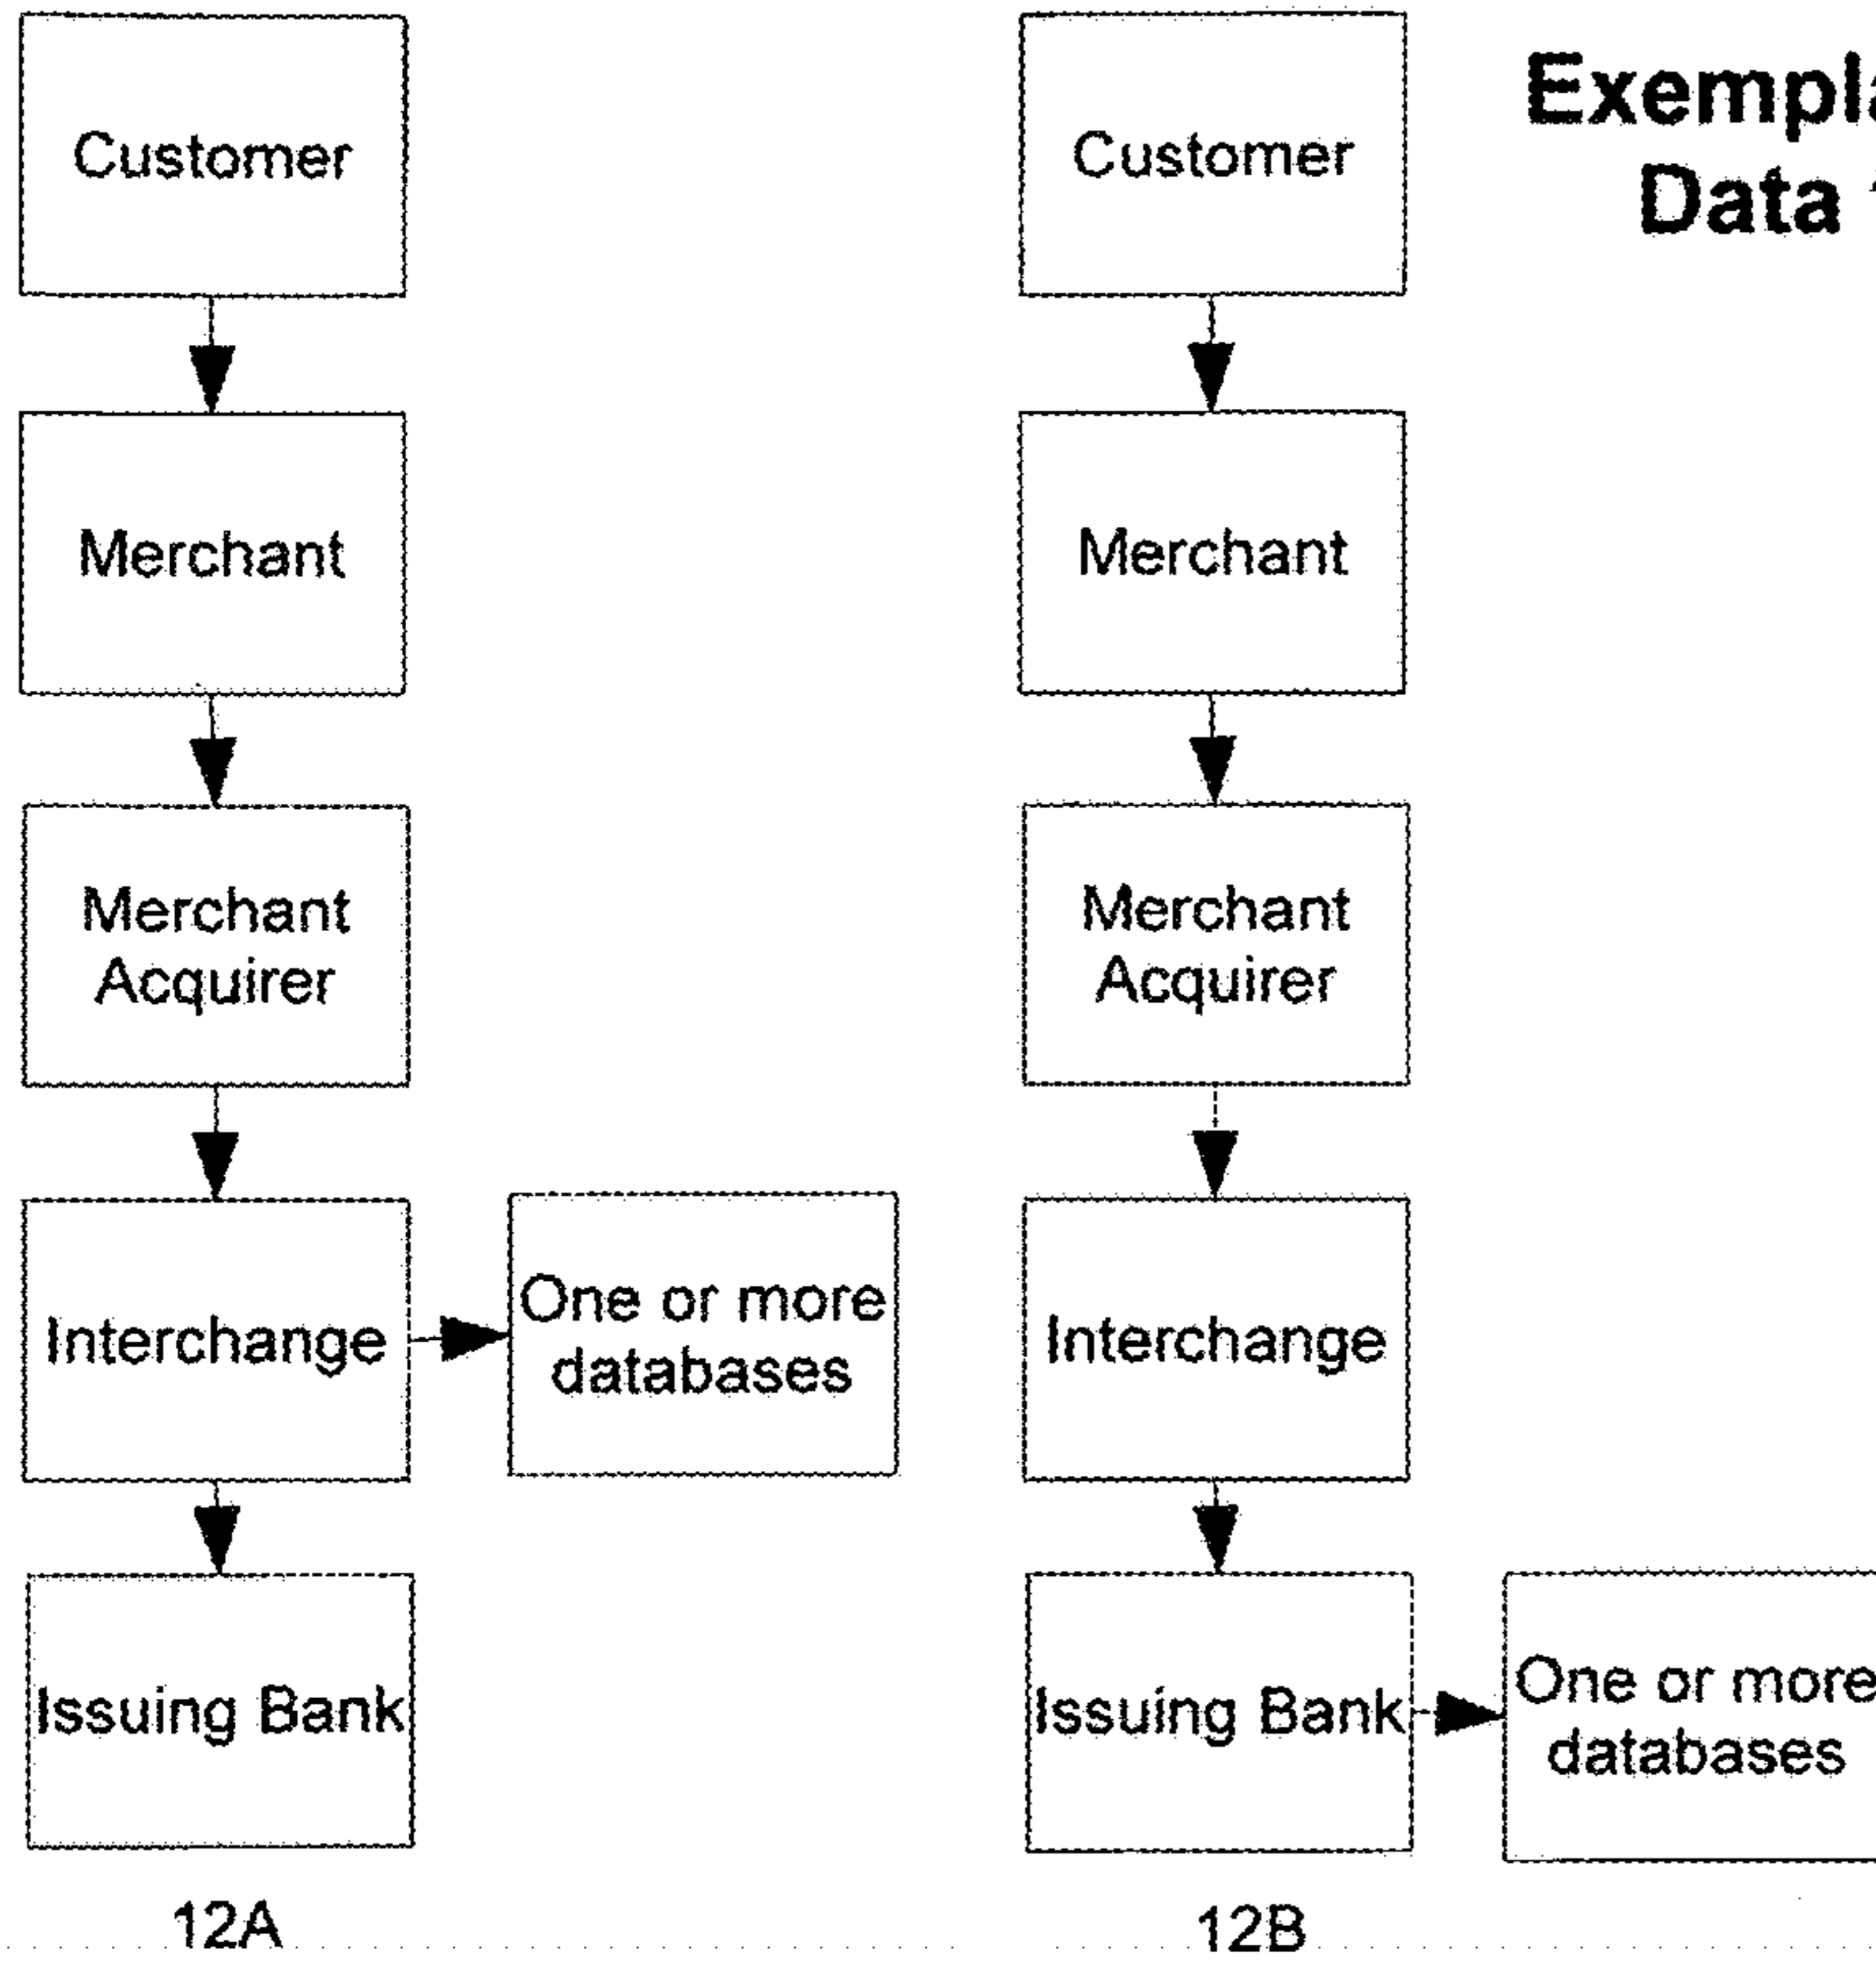 Customer
Merchant
Merchant
Acquirer
Interchange
One or more
databases
Issuing Bank
12A
Customer
Merchant
Merchant
Acquirer
Interchange
Issuing Bank
One or more
databases
12B
Data